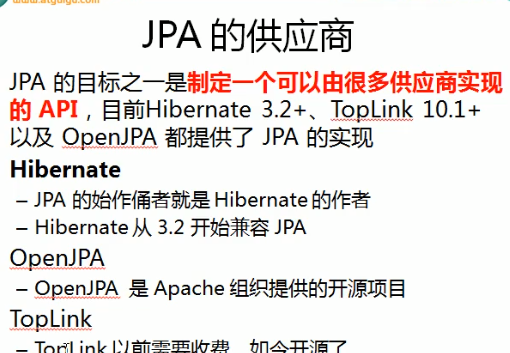 www.atguigu.com
JPA 的供应商
JPA 的目标之一是制定一个可以由很多供应商实现
的 API，目前Hibernate 3.2+、TopLink 10.1+
以及 OpenJPA 都提供了 JPA 的实现
Hibernate
– JPA 的始作俑者就是 Hibernate 的作者
– Hibernate 从 3.2 开始兼容 JPA
OpenJPA
– OpenJPA 是 Apache 组织提供的开源项目
TopLink
– TopLink 以前需要收费，如今开源了